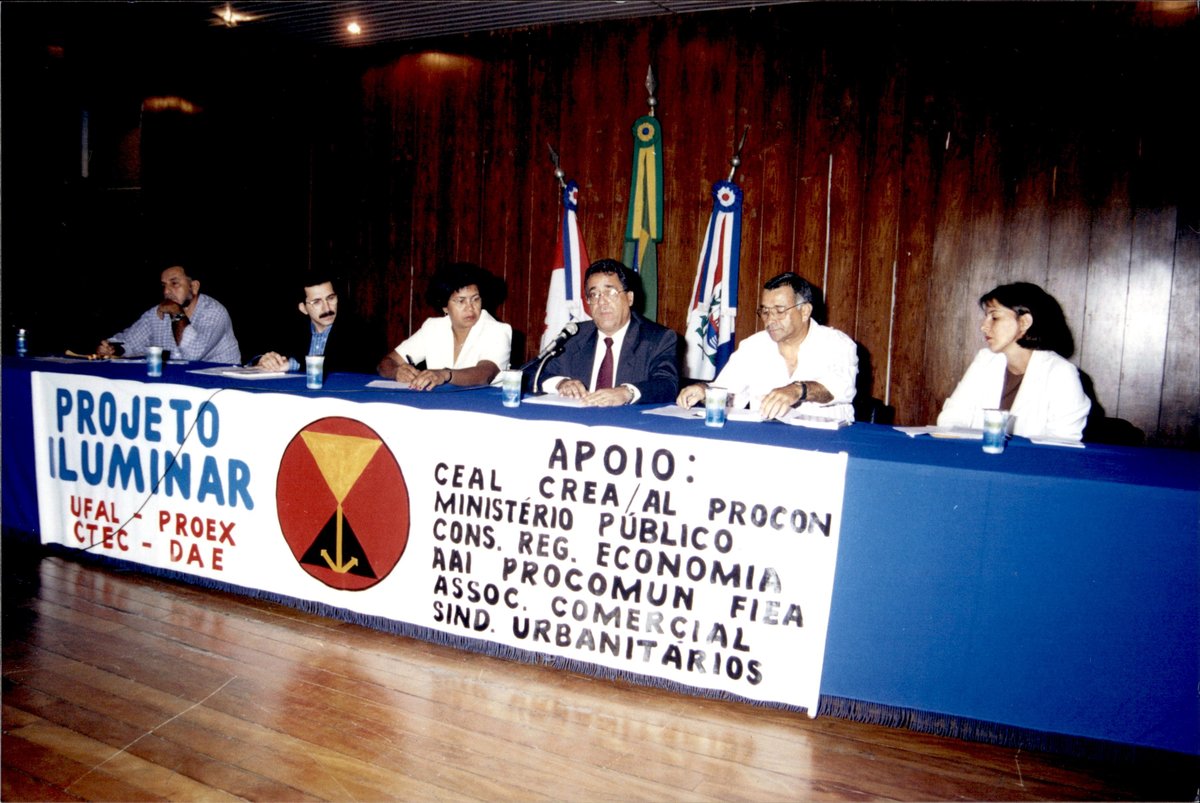 PROJETO
ILUMINAR
UFAL - PROEX
CTEC - DAE
APOIO:
CEAL CREA/AL PROCON
MINISTÉRIO PÚBLICO
CONS. REG. ECONOMIA
AAI PROCOMUN FIEA
ASSOC. COMERCIAL
SIND. URBANITÁRIOS